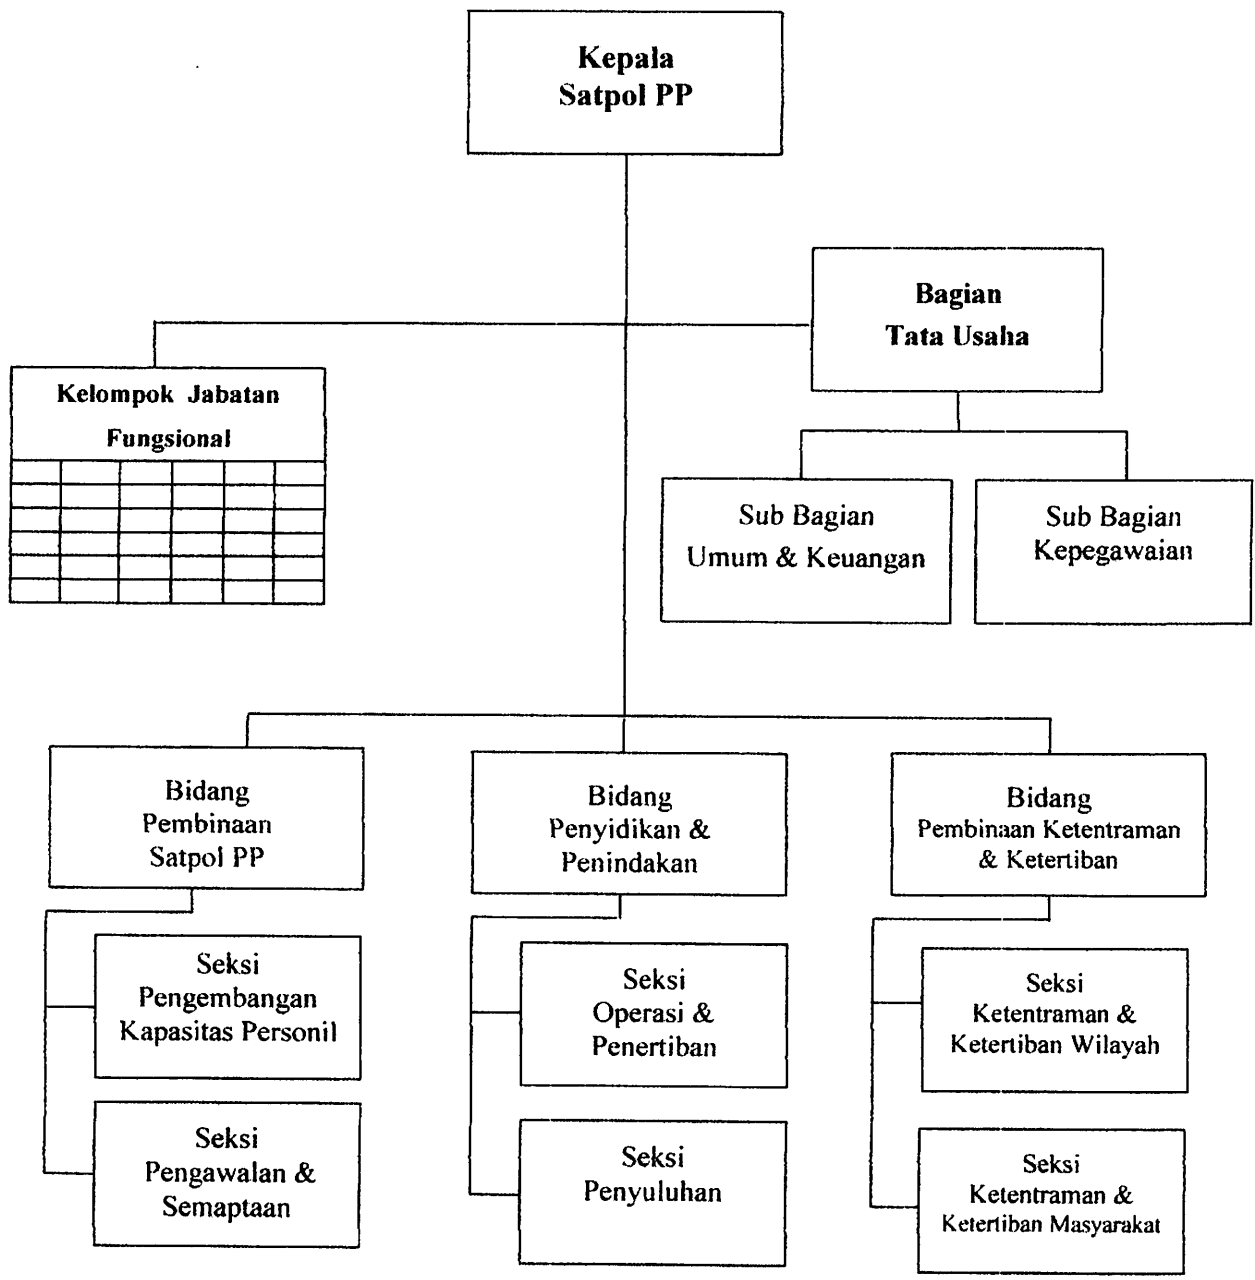 Kepala
Satpol PP
Bagian
Tata Usaha
Kelompok Jabatan
Fungsional
Sub Bagian
Umum & Keuangan
Sub Bagian
Kepegawaian
Bidang
Pembinaan
Satpol PP
Bidang
Penyidikan &
Penindakan
Bidang
Pembinaan Ketentraman
& Ketertiban
Seksi
Pengembangan
Kapasitas Personil
Seksi
Operasi &
Penertiban
Seksi
Ketentraman &
Ketertiban Wilayah
Seksi
Pengawalan &
Semaptaan
Seksi
Penyuluhan
Seksi
Ketentraman &
Ketertiban Masyarakat